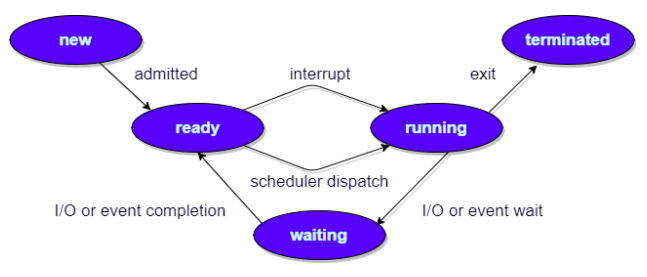 new
terminated
admitted
interrupt
exit
ready
running
scheduler dispatch
I/O or event completion
I/O or event wait
waiting